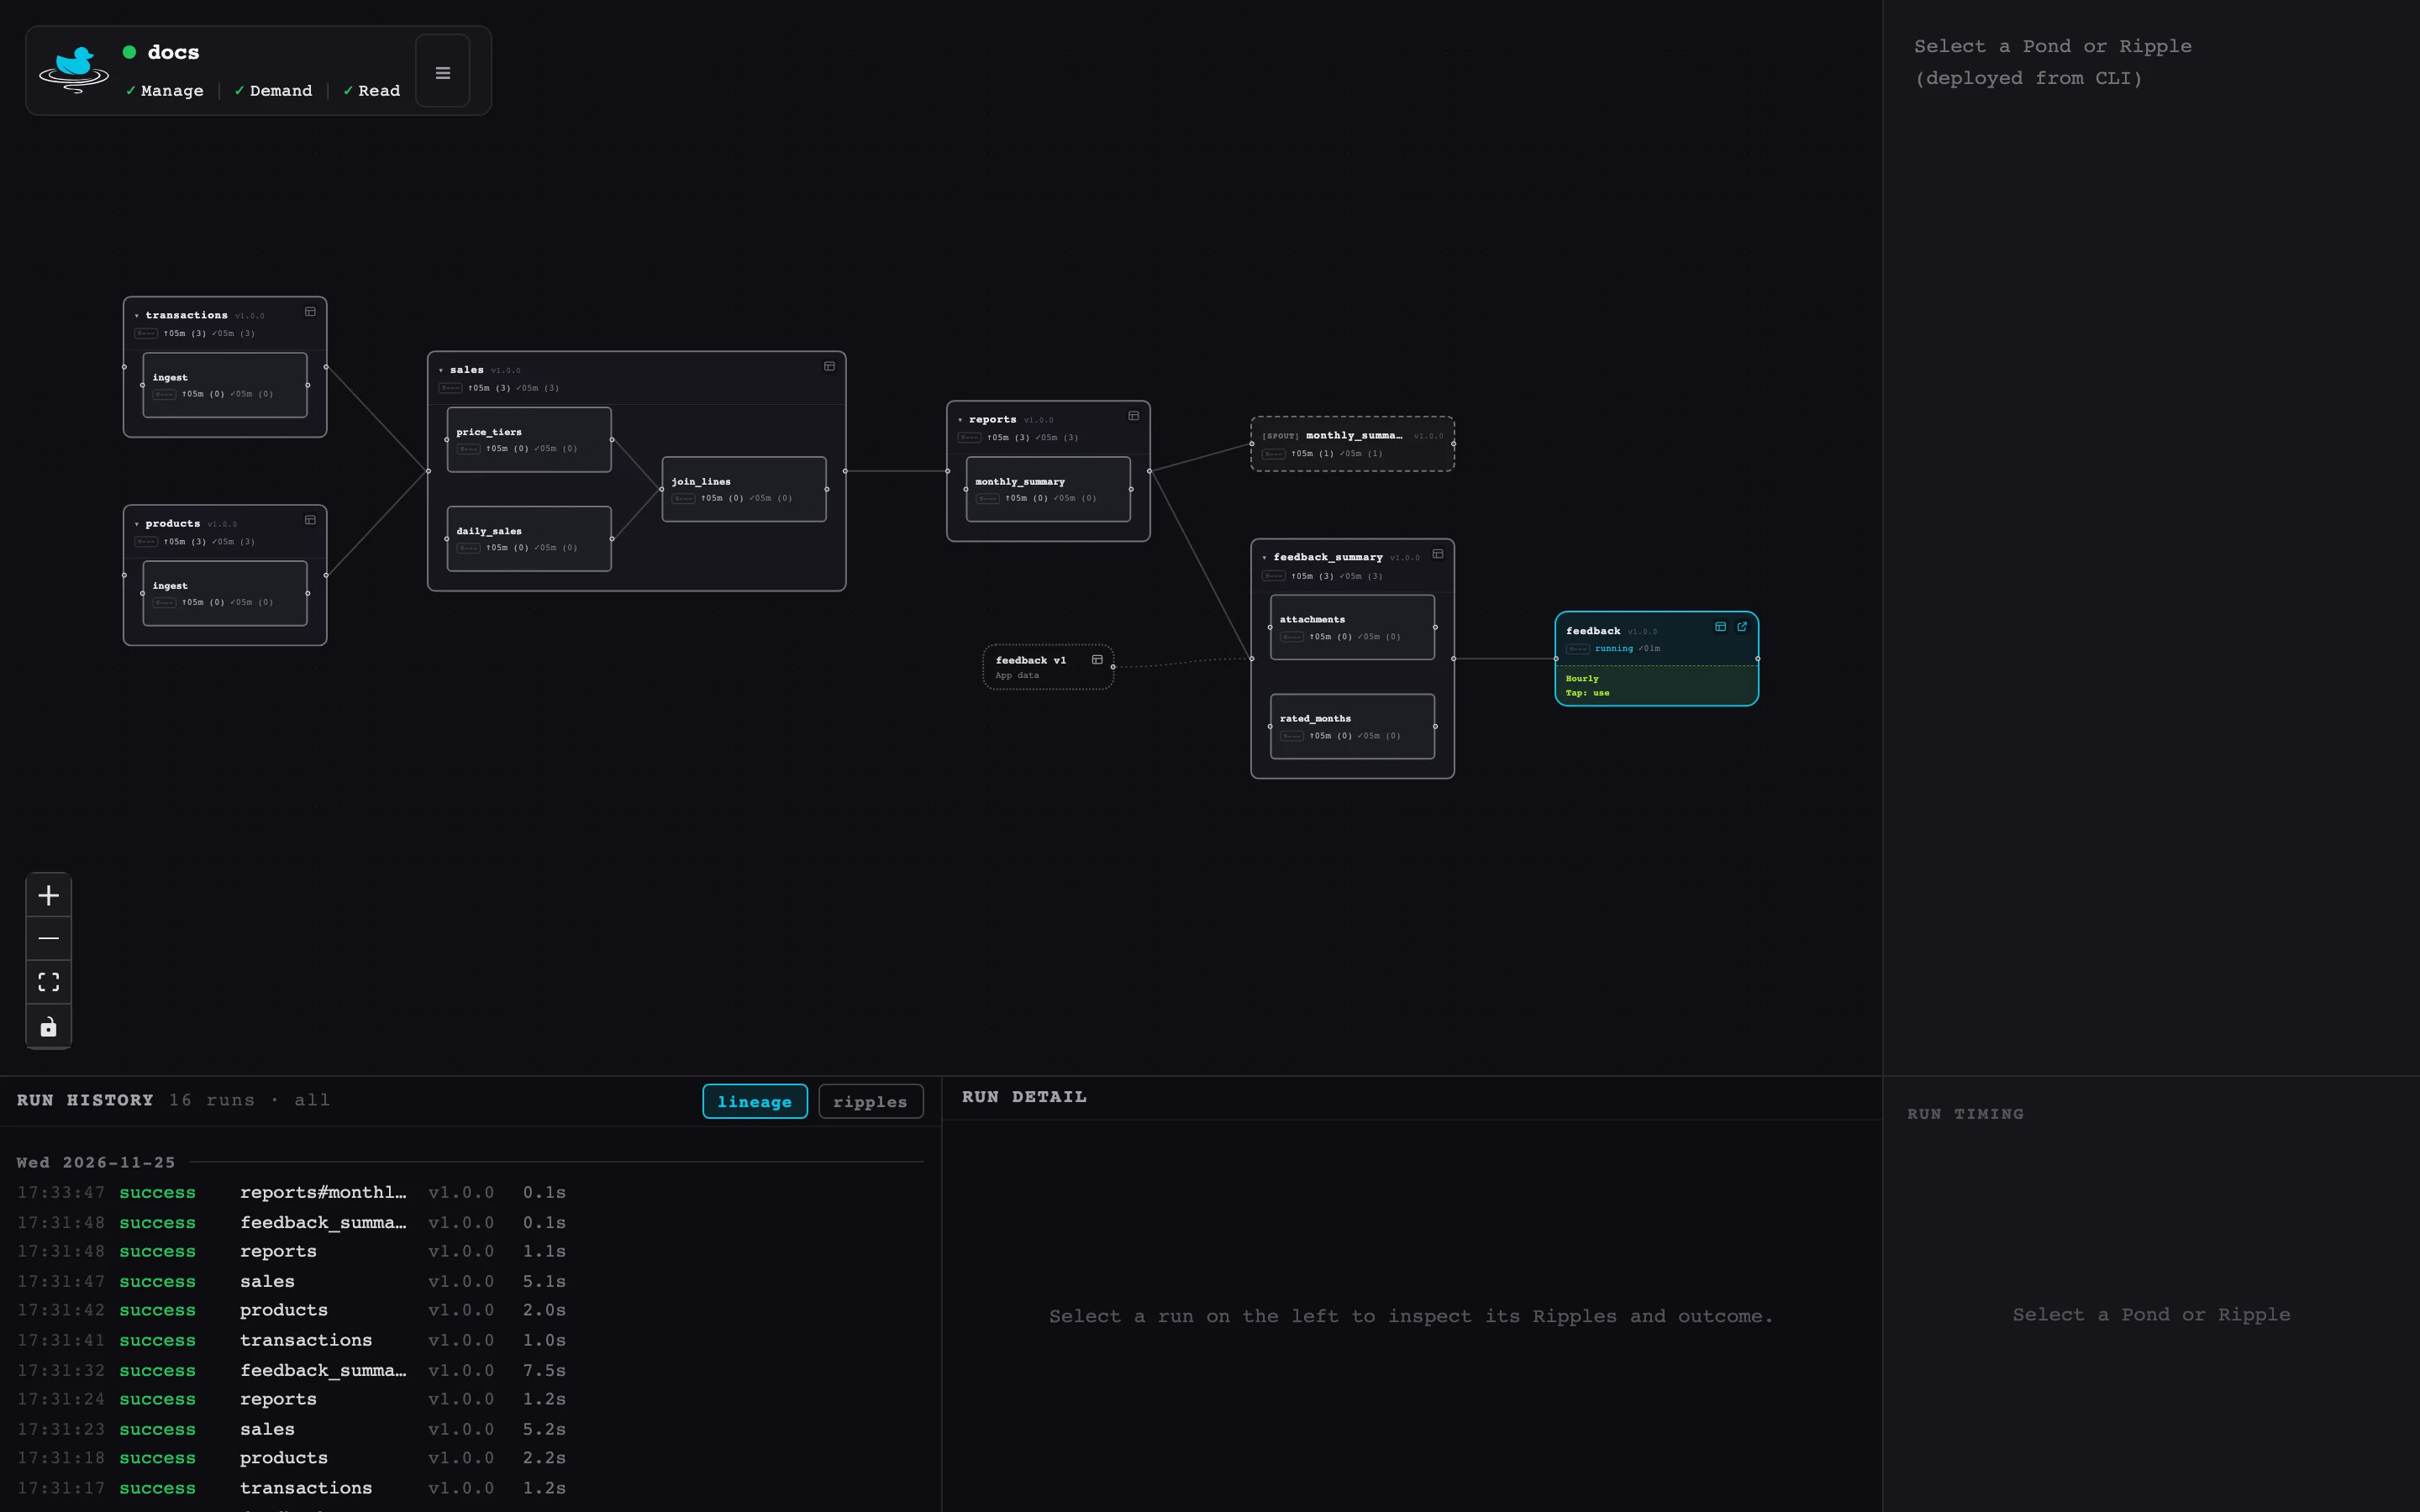 docs
✓ Manage | ✓ Demand | ✓ Read
Select a Pond or Ripple
(deployed from CLI)
▾ transactions v1.0.0
↑05m (3) ✓05m (3)
ingest
↑05m (0) ✓05m (0)
▾ products v1.0.0
↑05m (3) ✓05m (3)
ingest
↑05m (0) ✓05m (0)
▾ sales v1.0.0
↑05m (3) ✓05m (3)
price_tiers
↑05m (0) ✓05m (0)
daily_sales
↑05m (0) ✓05m (0)
join_lines
↑05m (0) ✓05m (0)
▾ reports v1.0.0
↑05m (3) ✓05m (3)
monthly_summary
↑05m (0) ✓05m (0)
[SPOUT] monthly_summa… v1.0.0
↑05m (1) ✓05m (1)
feedback v1
App data
▾ feedback_summary v1.0.0
↑05m (3) ✓05m (3)
attachments
↑05m (0) ✓05m (0)
rated_months
↑05m (0) ✓05m (0)
feedback v1.0.0
running ✓01m
Hourly
Tap: use
RUN HISTORY 16 runs · all
lineage
ripples
Wed 2026-11-25
17:33:47 success reports#monthl… v1.0.0 0.1s
17:31:48 success feedback_summa… v1.0.0 0.1s
17:31:48 success reports v1.0.0 1.1s
17:31:47 success sales v1.0.0 5.1s
17:31:42 success products v1.0.0 2.0s
17:31:41 success transactions v1.0.0 1.0s
17:31:32 success feedback_summa… v1.0.0 7.5s
17:31:24 success reports v1.0.0 1.2s
17:31:23 success sales v1.0.0 5.2s
17:31:18 success products v1.0.0 2.2s
17:31:17 success transactions v1.0.0 1.2s
RUN DETAIL
Select a run on the left to inspect its Ripples and outcome.
RUN TIMING
Select a Pond or Ripple